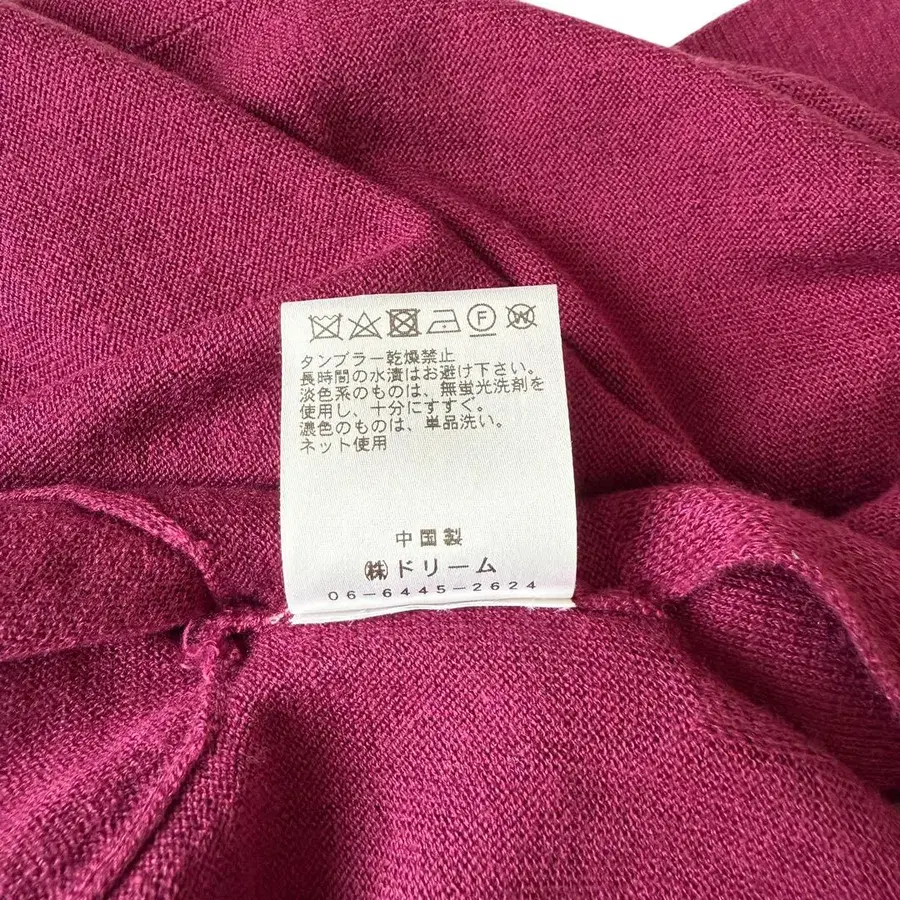 F W
タンブラー乾燥禁止
長時間の水漬はお避け下さい。
淡色系のものは、無蛍光洗剤を
使用し、十分にすすぐ。
濃色のものは、単品洗い。
ネット使用
中国製
㈱ドリーム
06-6445-2624